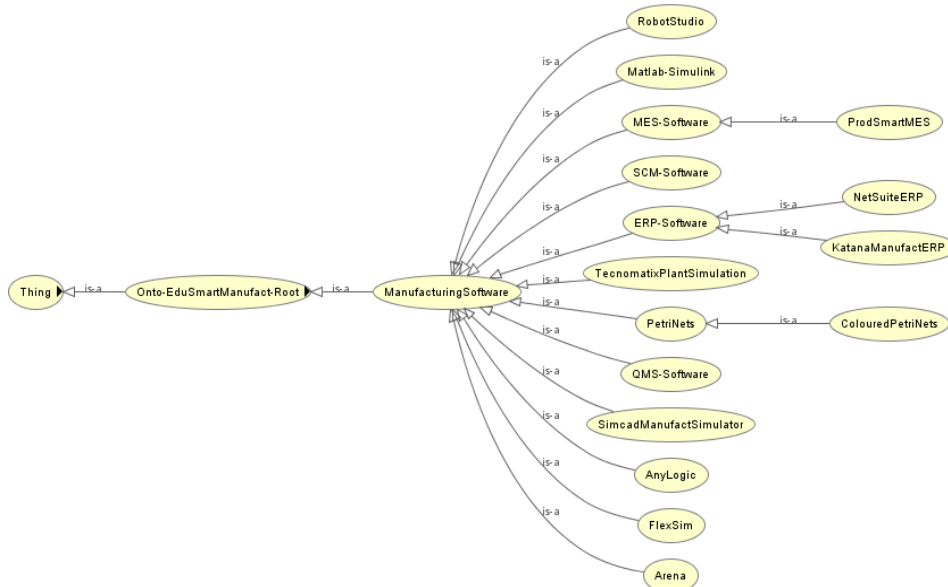 RobotStudio
is-a
Matlab-Simulink
is-a
MES-Software
is-a
ProdSmartMES
is-a
SCM-Software
is-a
NetSuiteERP
is-a
ERP-Software
is-a
is-a
KatanaManufactERP
is-a
TecnomatixPlantSimulation
is-a
Thing
is-a
Onto-EduSmartManufact-Root
is-a
ManufacturingSoftware
is-a
PetriNets
is-a
ColouredPetriNets
is-a
QMS-Software
is-a
SimcadManufactSimulator
is-a
AnyLogic
is-a
FlexSim
is-a
Arena